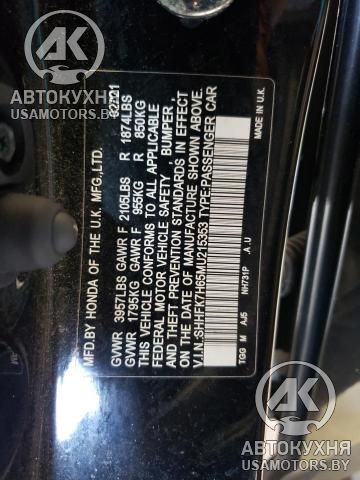 АВТОКУХНЯ
USAMOTORS.BY
MFD.BY HONDA OF THE U.K. MFG.,LTD. 02/21
GVWR 3957LBS GAWR F 2105LBS R 1874LBS
GVWR 1795KG GAWR F 955KG R 850KG
THIS VEHICLE CONFORMS TO ALL APPLICABLE
FEDERAL MOTOR VEHICLE SAFETY , BUMPER ,
AND THEFT PREVENTION STANDARDS IN EFFECT
ON THE DATE OF MANUFACTURE SHOWN ABOVE.
V.I.N.:SHHFK7H65MU215353 TYPE:PASSENGER CAR
TGG M AJ5 NH731P .A .U MADE IN U.K.
АВТОКУХНЯ
USAMOTORS.BY